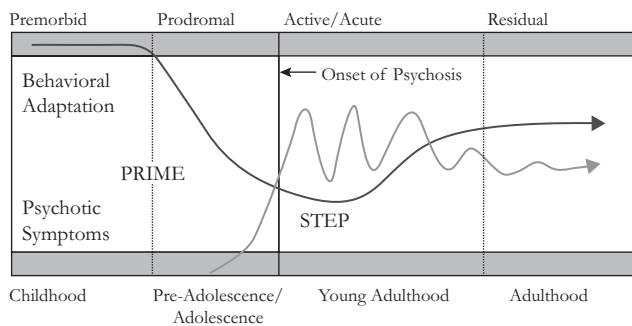 Premorbid
Prodromal
Active/Acute
Residual
Onset of Psychosis
Behavioral
Adaptation
PRIME
Psychotic
Symptoms
STEP
Childhood
Pre-Adolescence/
Adolescence
Young Adulthood
Adulthood